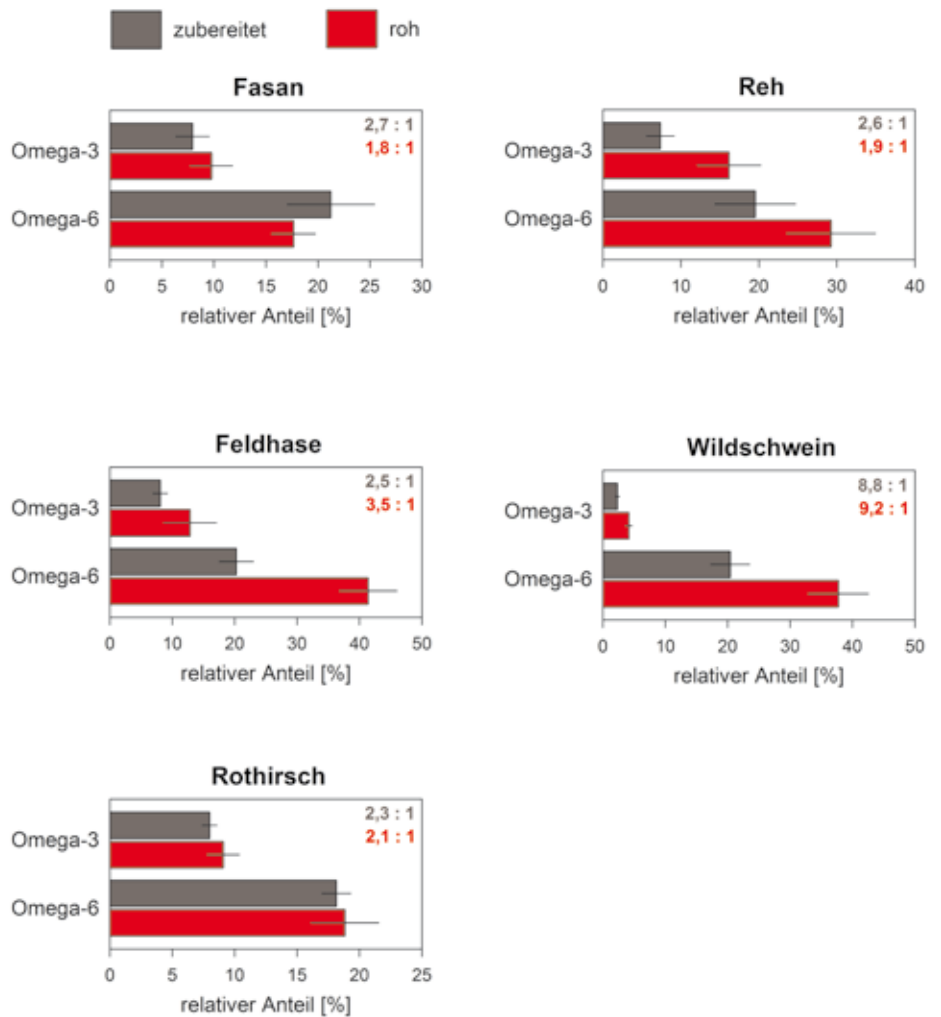 zubereitet roh
Fasan
2,7 : 1
1,8 : 1
Omega-3
Omega-6
0 5 10 15 20 25 30
relativer Anteil [%]
Reh
2,6 : 1
1,9 : 1
Omega-3
Omega-6
0 10 20 30 40
relativer Anteil [%]
Feldhase
2,5 : 1
3,5 : 1
Omega-3
Omega-6
0 10 20 30 40 50
relativer Anteil [%]
Wildschwein
8,8 : 1
9,2 : 1
Omega-3
Omega-6
0 10 20 30 40 50
relativer Anteil [%]
Rothirsch
2,3 : 1
2,1 : 1
Omega-3
Omega-6
0 5 10 15 20 25
relativer Anteil [%]